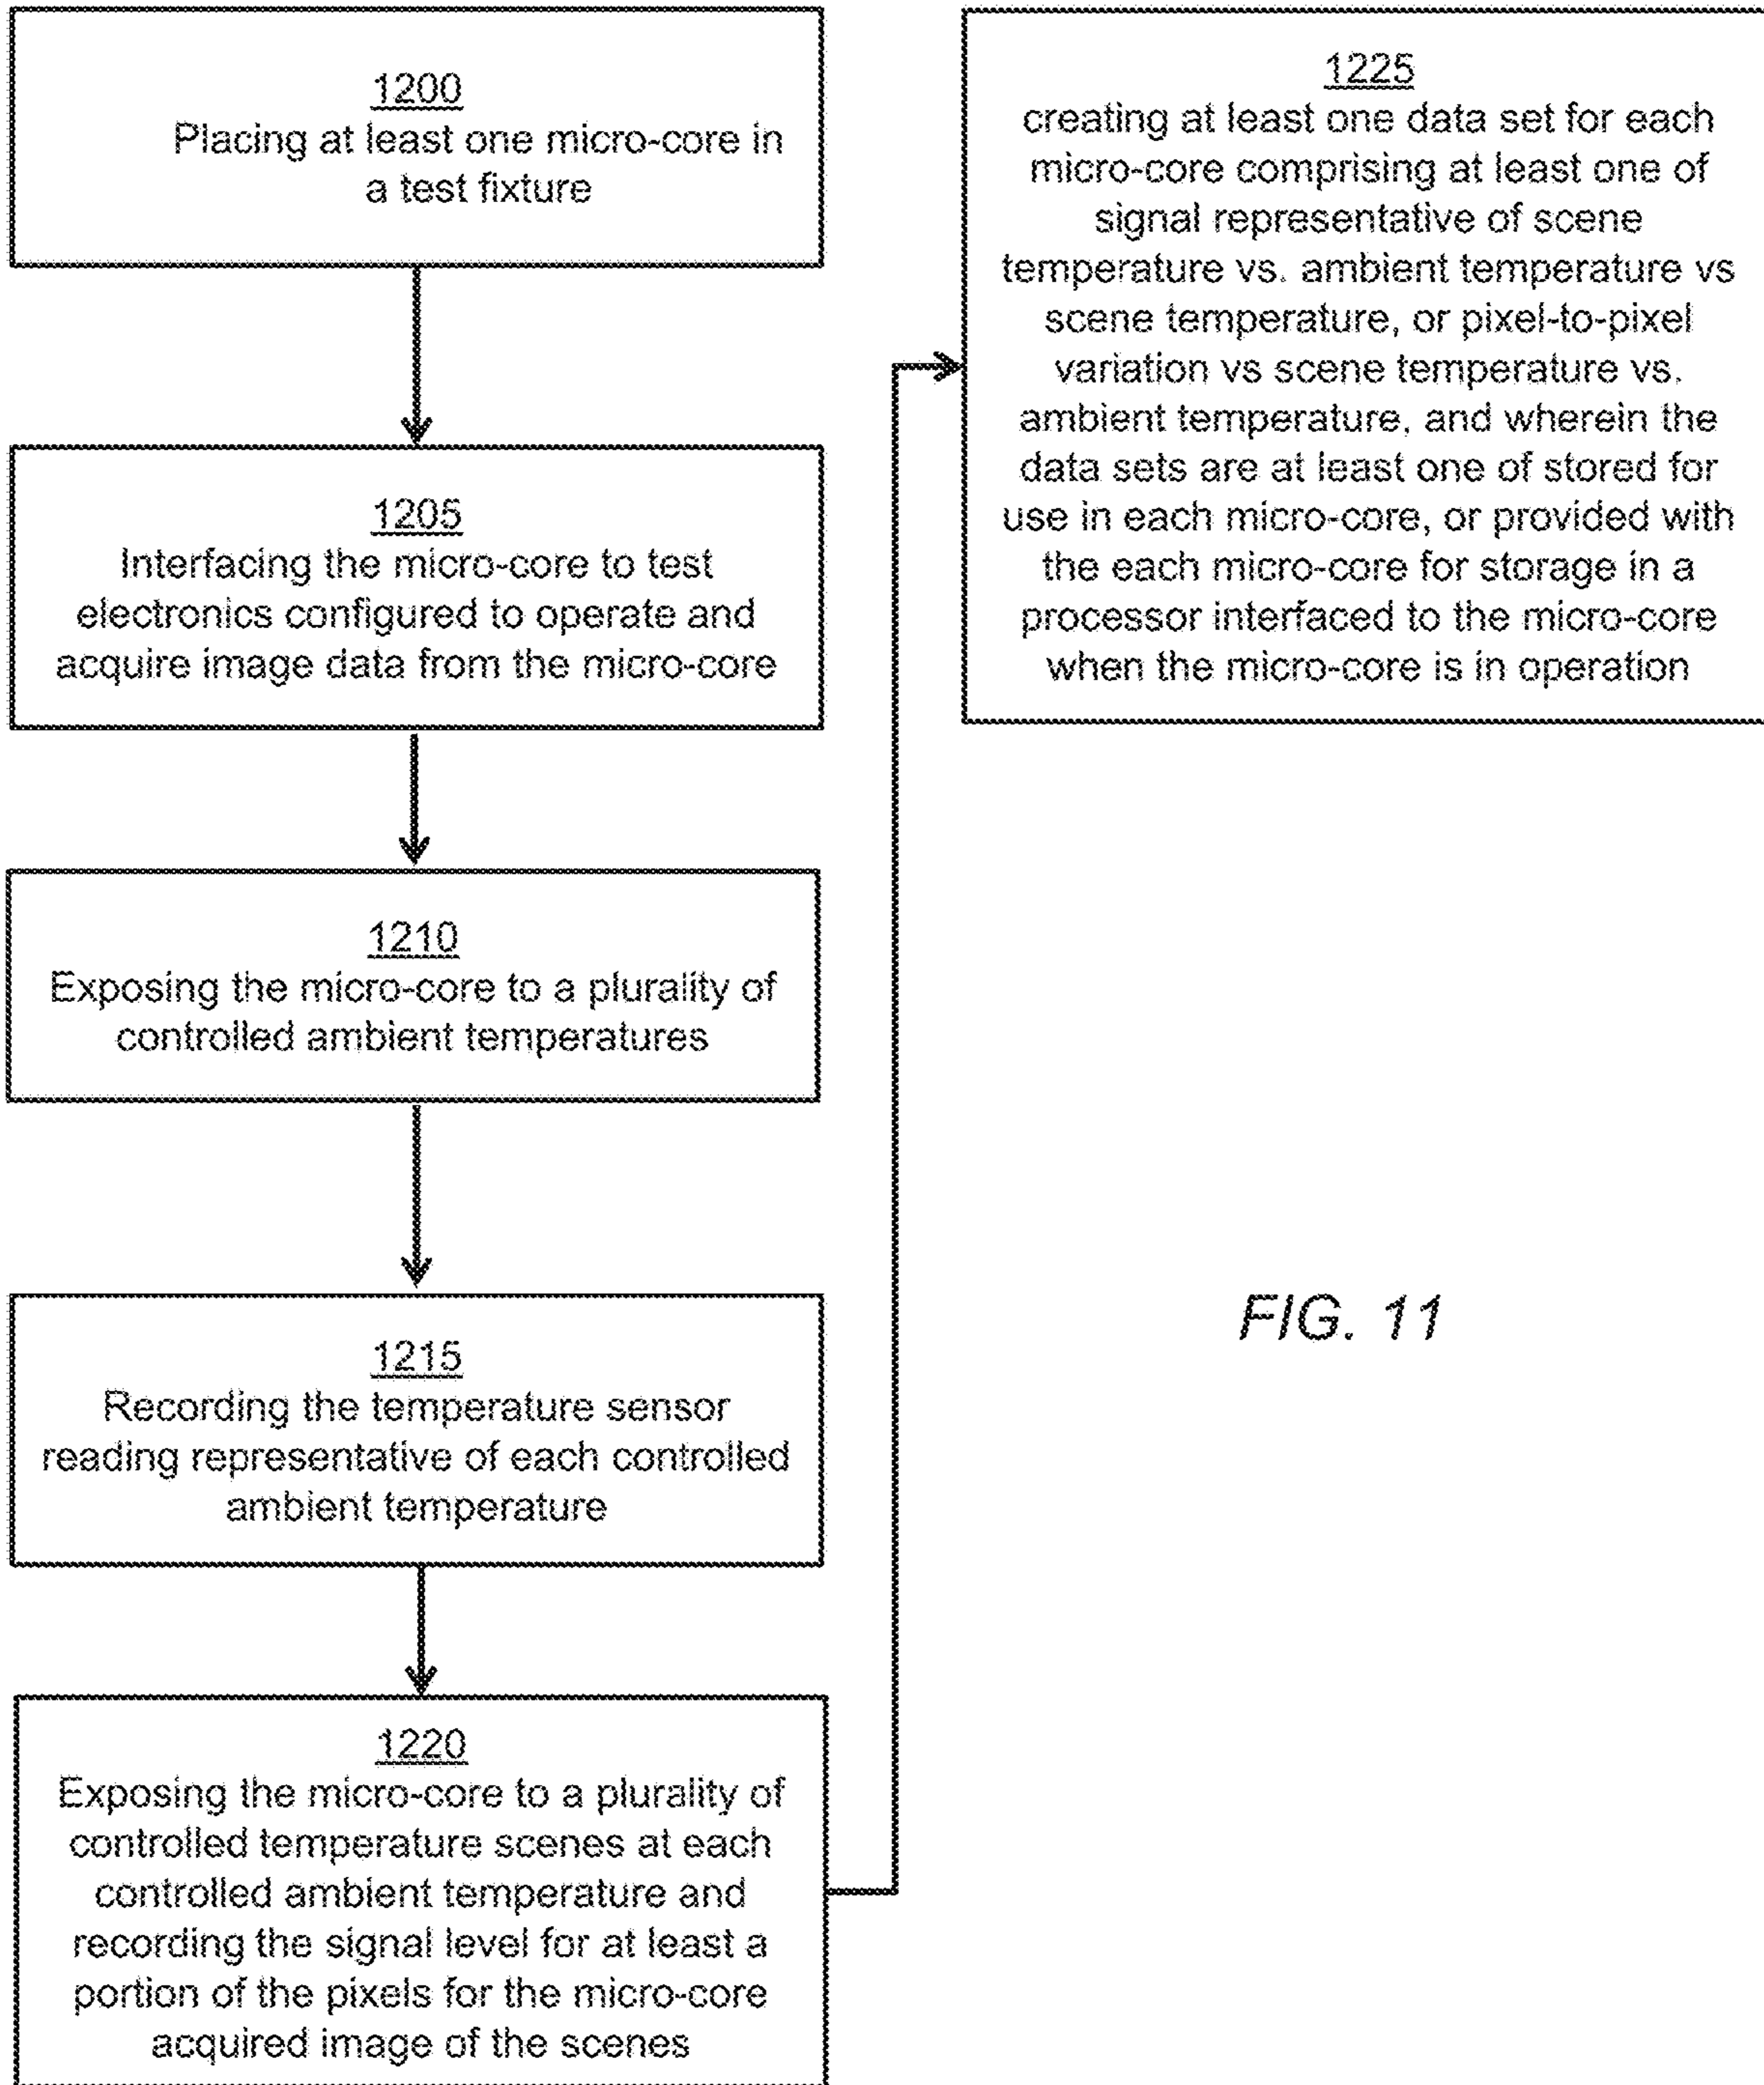 1200
Placing at least one micro-core in
a test fixture
1205
Interfacing the micro-core to test
electronics configured to operate and
acquire image data from the micro-core
1210
Exposing the micro-core to a plurality of
controlled ambient temperatures
1215
Recording the temperature sensor
reading representative of each controlled
ambient temperature
1220
Exposing the micro-core to a plurality of
controlled temperature scenes at each
controlled ambient temperature and
recording the signal level for at least a
portion of the pixels for the micro-core
acquired image of the scenes
1225
creating at least one data set for each
micro-core comprising at least one of
signal representative of scene
temperature vs. ambient temperature vs
scene temperature, or pixel-to-pixel
variation vs scene temperature vs.
ambient temperature, and wherein the
data sets are at least one of stored for
use in each micro-core, or provided with
the each micro-core for storage in a
processor interfaced to the micro-core
when the micro-core is in operation
FIG. 11